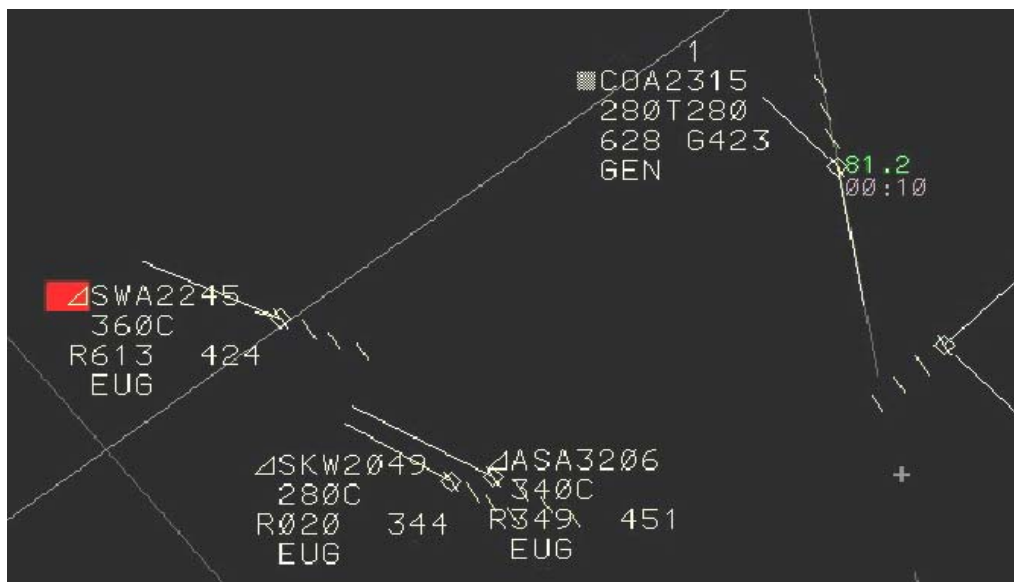 1
COA2315
280T280
628 G423
GEN
81.2
00:10
SWA2245
360C
R613 424
EUG
SKW2049
280C
R020 344
EUG
ASA3206
340C
R349 451
EUG